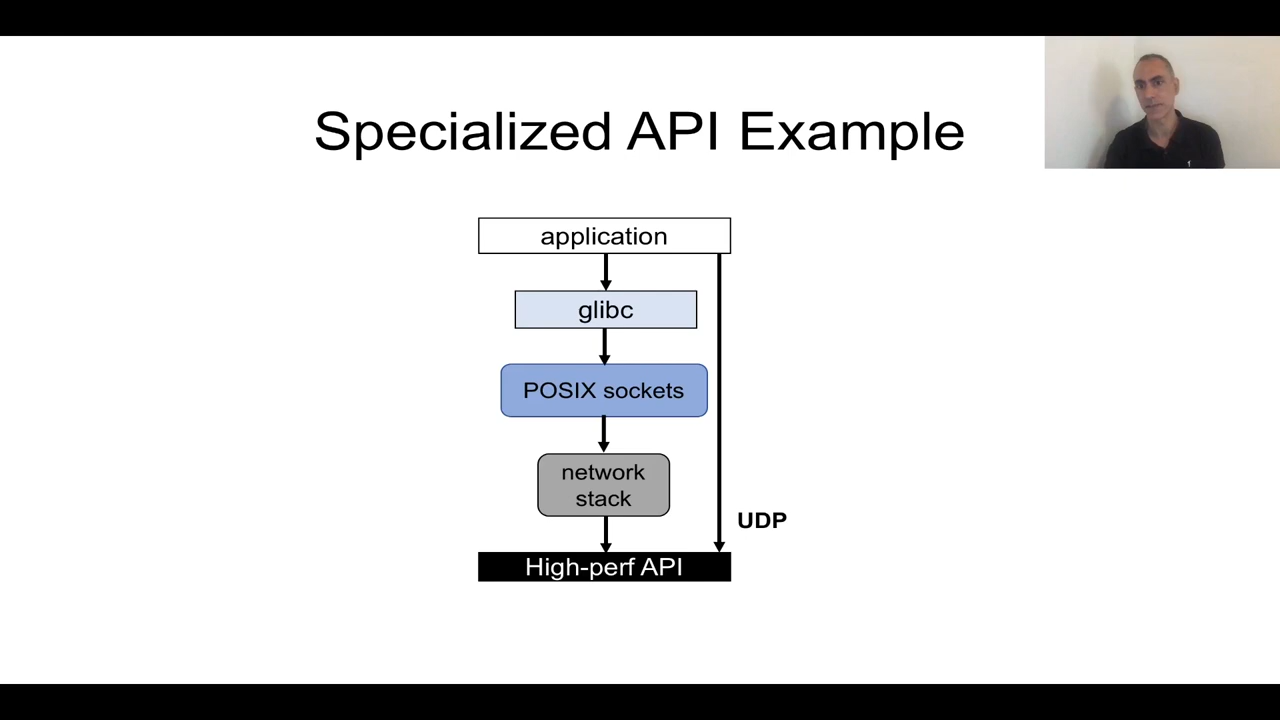 Specialized API Example
application
glibc
POSIX sockets
network
stack
UDP
High-perf API